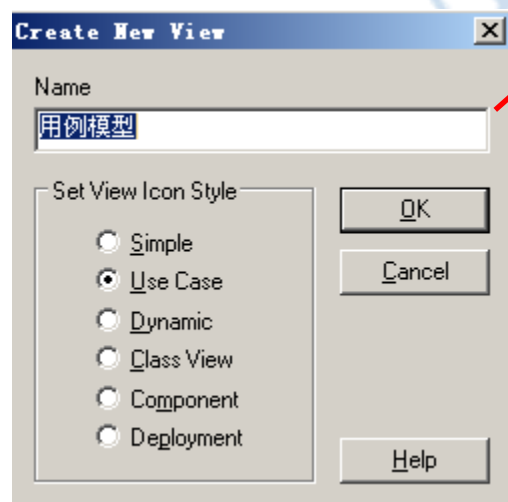 Create New View
Name
用例模型
Set View Icon Style
OK
Simple
Cancel
Use Case
Dynamic
Class View
Component
Deployment
Help